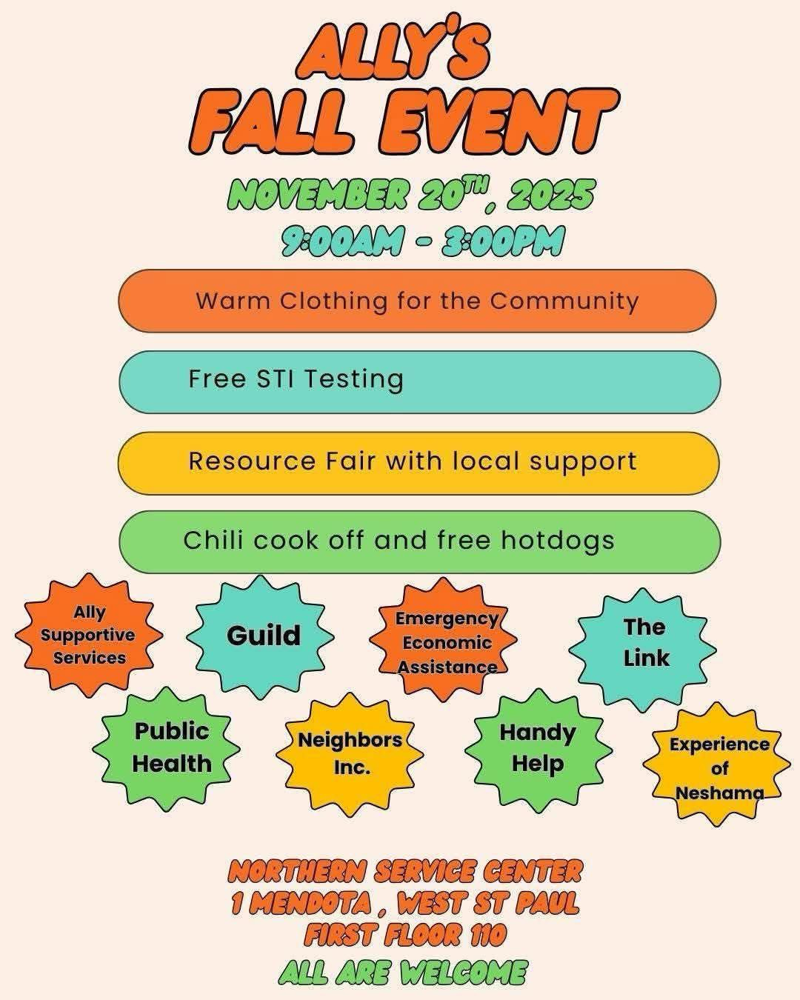 ALLY'S
FALL EVENT
NOVEMBER 20TH, 2025
9:00AM - 3:00PM
Warm Clothing for the Community
Free STI Testing
Resource Fair with local support
Chili cook off and free hotdogs
Ally
Supportive
Services
Guild
Emergency
Economic
Assistance
The
Link
Public
Health
Neighbors
Inc.
Handy
Help
Experience
of
Neshama
NORTHERN SERVICE CENTER
1 MENDOTA , WEST ST PAUL
FIRST FLOOR 110
ALL ARE WELCOME